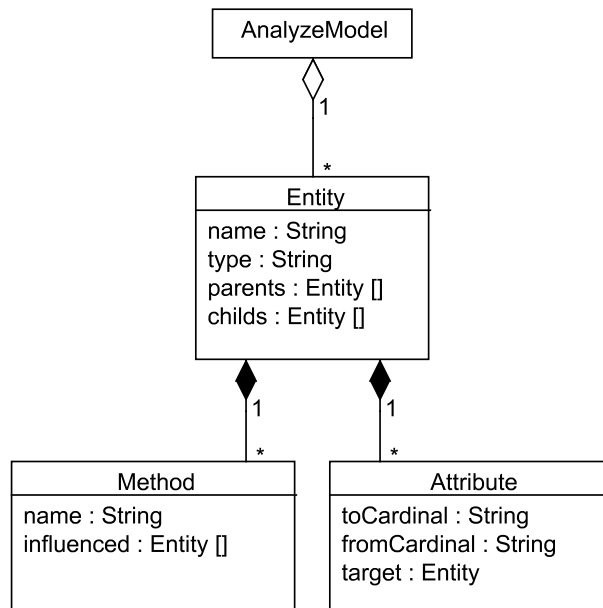 AnalyzeModel
1
*
Entity
name : String
type : String
parents : Entity []
childs : Entity []
1
1
*
*
Method
name : String
influenced : Entity []
Attribute
toCardinal : String
fromCardinal : String
target : Entity